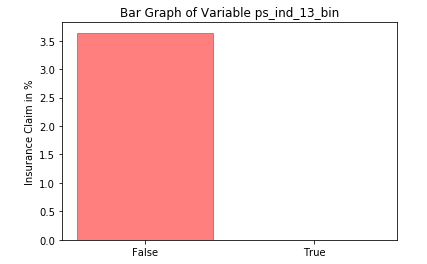 Bar Graph of Variable ps_ind_13_bin
Insurance Claim in %
3.5
3.0
2.5
2.0
1.5
1.0
0.5
0.0
False True